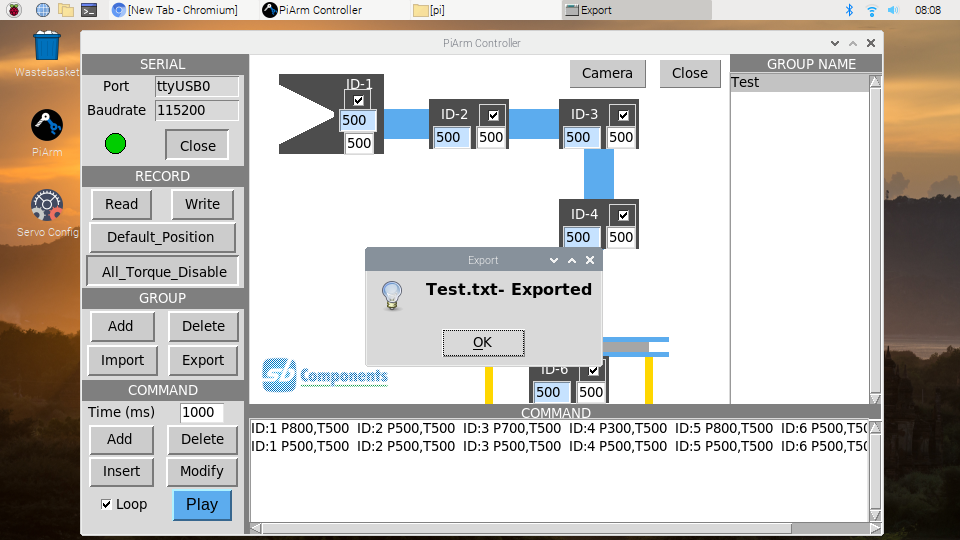 [New Tab - Chromium]
PiArm Controller
[pi]
Export
08:08
Wastebasket
PiArm
Servo Config
PiArm Controller
SERIAL
Port
ttyUSB0
Baudrate
115200
Close
RECORD
Read
Write
Default_Position
All_Torque_Disable
GROUP
Add
Delete
Import
Export
COMMAND
Time (ms)
1000
Add
Delete
Insert
Modify
Loop
Play
Camera
Close
ID-1
500
500
ID-2
500
500
ID-3
500
500
ID-4
500
500
Export
Test.txt- Exported
OK
ID-6
500
500
sb Components
GROUP NAME
Test
COMMAND
ID:1 P800,T500 ID:2 P500,T500 ID:3 P700,T500 ID:4 P300,T500 ID:5 P800,T500 ID:6 P500,T50
ID:1 P500,T500 ID:2 P500,T500 ID:3 P500,T500 ID:4 P500,T500 ID:5 P500,T500 ID:6 P500,T50